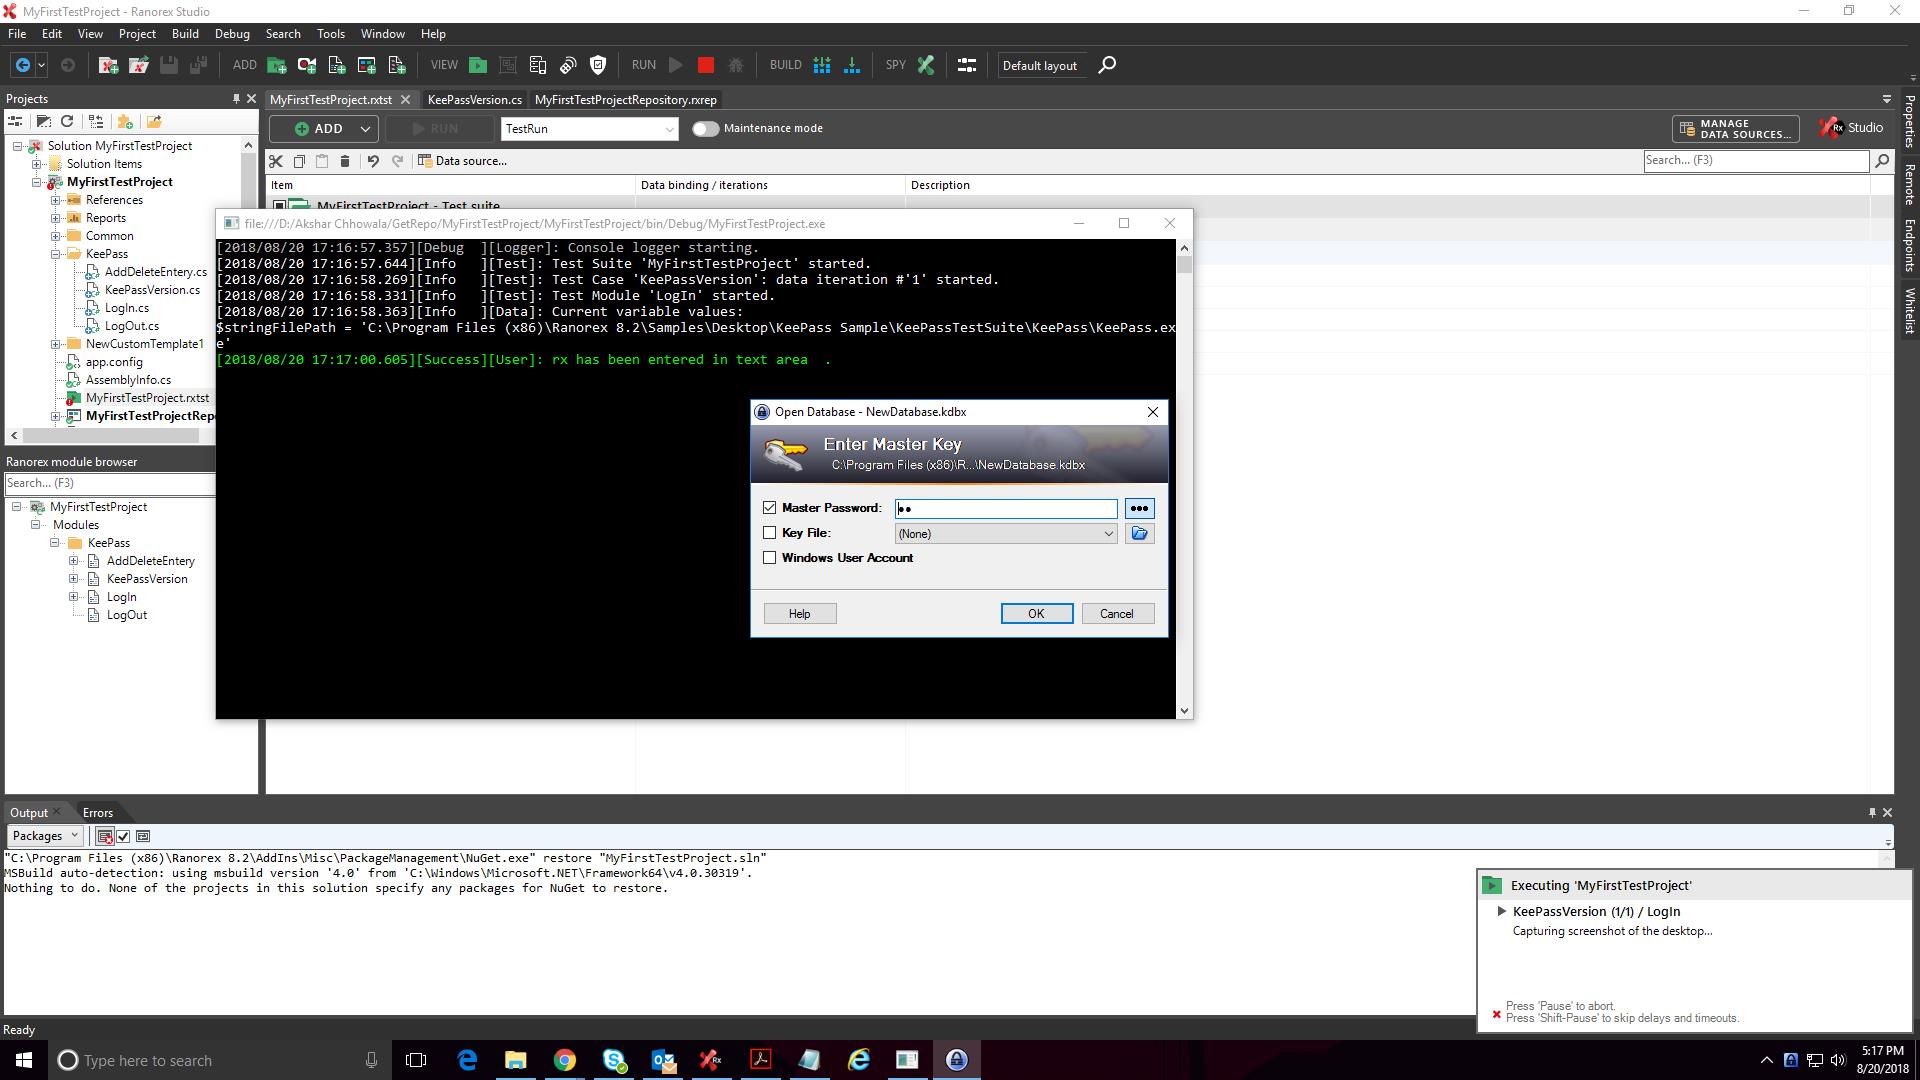 MyFirstTestProject - Ranorex Studio
File Edit View Project Build Debug Search Tools Window Help
ADD VIEW RUN BUILD SPY Default layout
Projects
MyFirstTestProject.rxtst KeePassVersion.cs MyFirstTestProjectRepository.rxrep
ADD RUN TestRun Maintenance mode MANAGE
DATA SOURCES... Rx Studio
Data source... Search... (F3)
Item Data binding / iterations Description
MyFirstTestProject - Test suite
Solution MyFirstTestProject
Solution Items
MyFirstTestProject
References
Reports
Common
KeePass
AddDeleteEntery.cs
KeePassVersion.cs
LogIn.cs
LogOut.cs
NewCustomTemplate1
app.config
AssemblyInfo.cs
MyFirstTestProject.rxtst
MyFirstTestProjectRepo
Ranorex module browser
Search... (F3)
MyFirstTestProject
Modules
KeePass
AddDeleteEntery
KeePassVersion
LogIn
LogOut
file:///D:/Akshar Chhowala/GetRepo/MyFirstTestProject/MyFirstTestProject/bin/Debug/MyFirstTestProject.exe
[2018/08/20 17:16:57.357][Debug  ][Logger]: Console logger starting.
[2018/08/20 17:16:57.644][Info   ][Test]: Test Suite 'MyFirstTestProject' started.
[2018/08/20 17:16:58.269][Info   ][Test]: Test Case 'KeePassVersion': data iteration #'1' started.
[2018/08/20 17:16:58.331][Info   ][Test]: Test Module 'LogIn' started.
[2018/08/20 17:16:58.363][Info   ][Data]: Current variable values:
$stringFilePath = 'C:\Program Files (x86)\Ranorex 8.2\Samples\Desktop\KeePass Sample\KeePassTestSuite\KeePass\KeePass.ex
e'
[2018/08/20 17:17:00.605][Success][User]: rx has been entered in text area  .
Open Database - NewDatabase.kdbx
Enter Master Key
C:\Program Files (x86)\R...\NewDatabase.kdbx
Master Password: ●●
Key File: (None)
Windows User Account
Help OK Cancel
Properties
Remote
Endpoints
Whitelist
Output Errors
Packages
"C:\Program Files (x86)\Ranorex 8.2\AddIns\Misc\PackageManagement\NuGet.exe" restore "MyFirstTestProject.sln"
MSBuild auto-detection: using msbuild version '4.0' from 'C:\Windows\Microsoft.NET\Framework64\v4.0.30319'.
Nothing to do. None of the projects in this solution specify any packages for NuGet to restore.
Executing 'MyFirstTestProject'
KeePassVersion (1/1) / LogIn
Capturing screenshot of the desktop...
Press 'Pause' to abort.
Press 'Shift-Pause' to skip delays and timeouts.
Ready
Type here to search
5:17 PM
8/20/2018